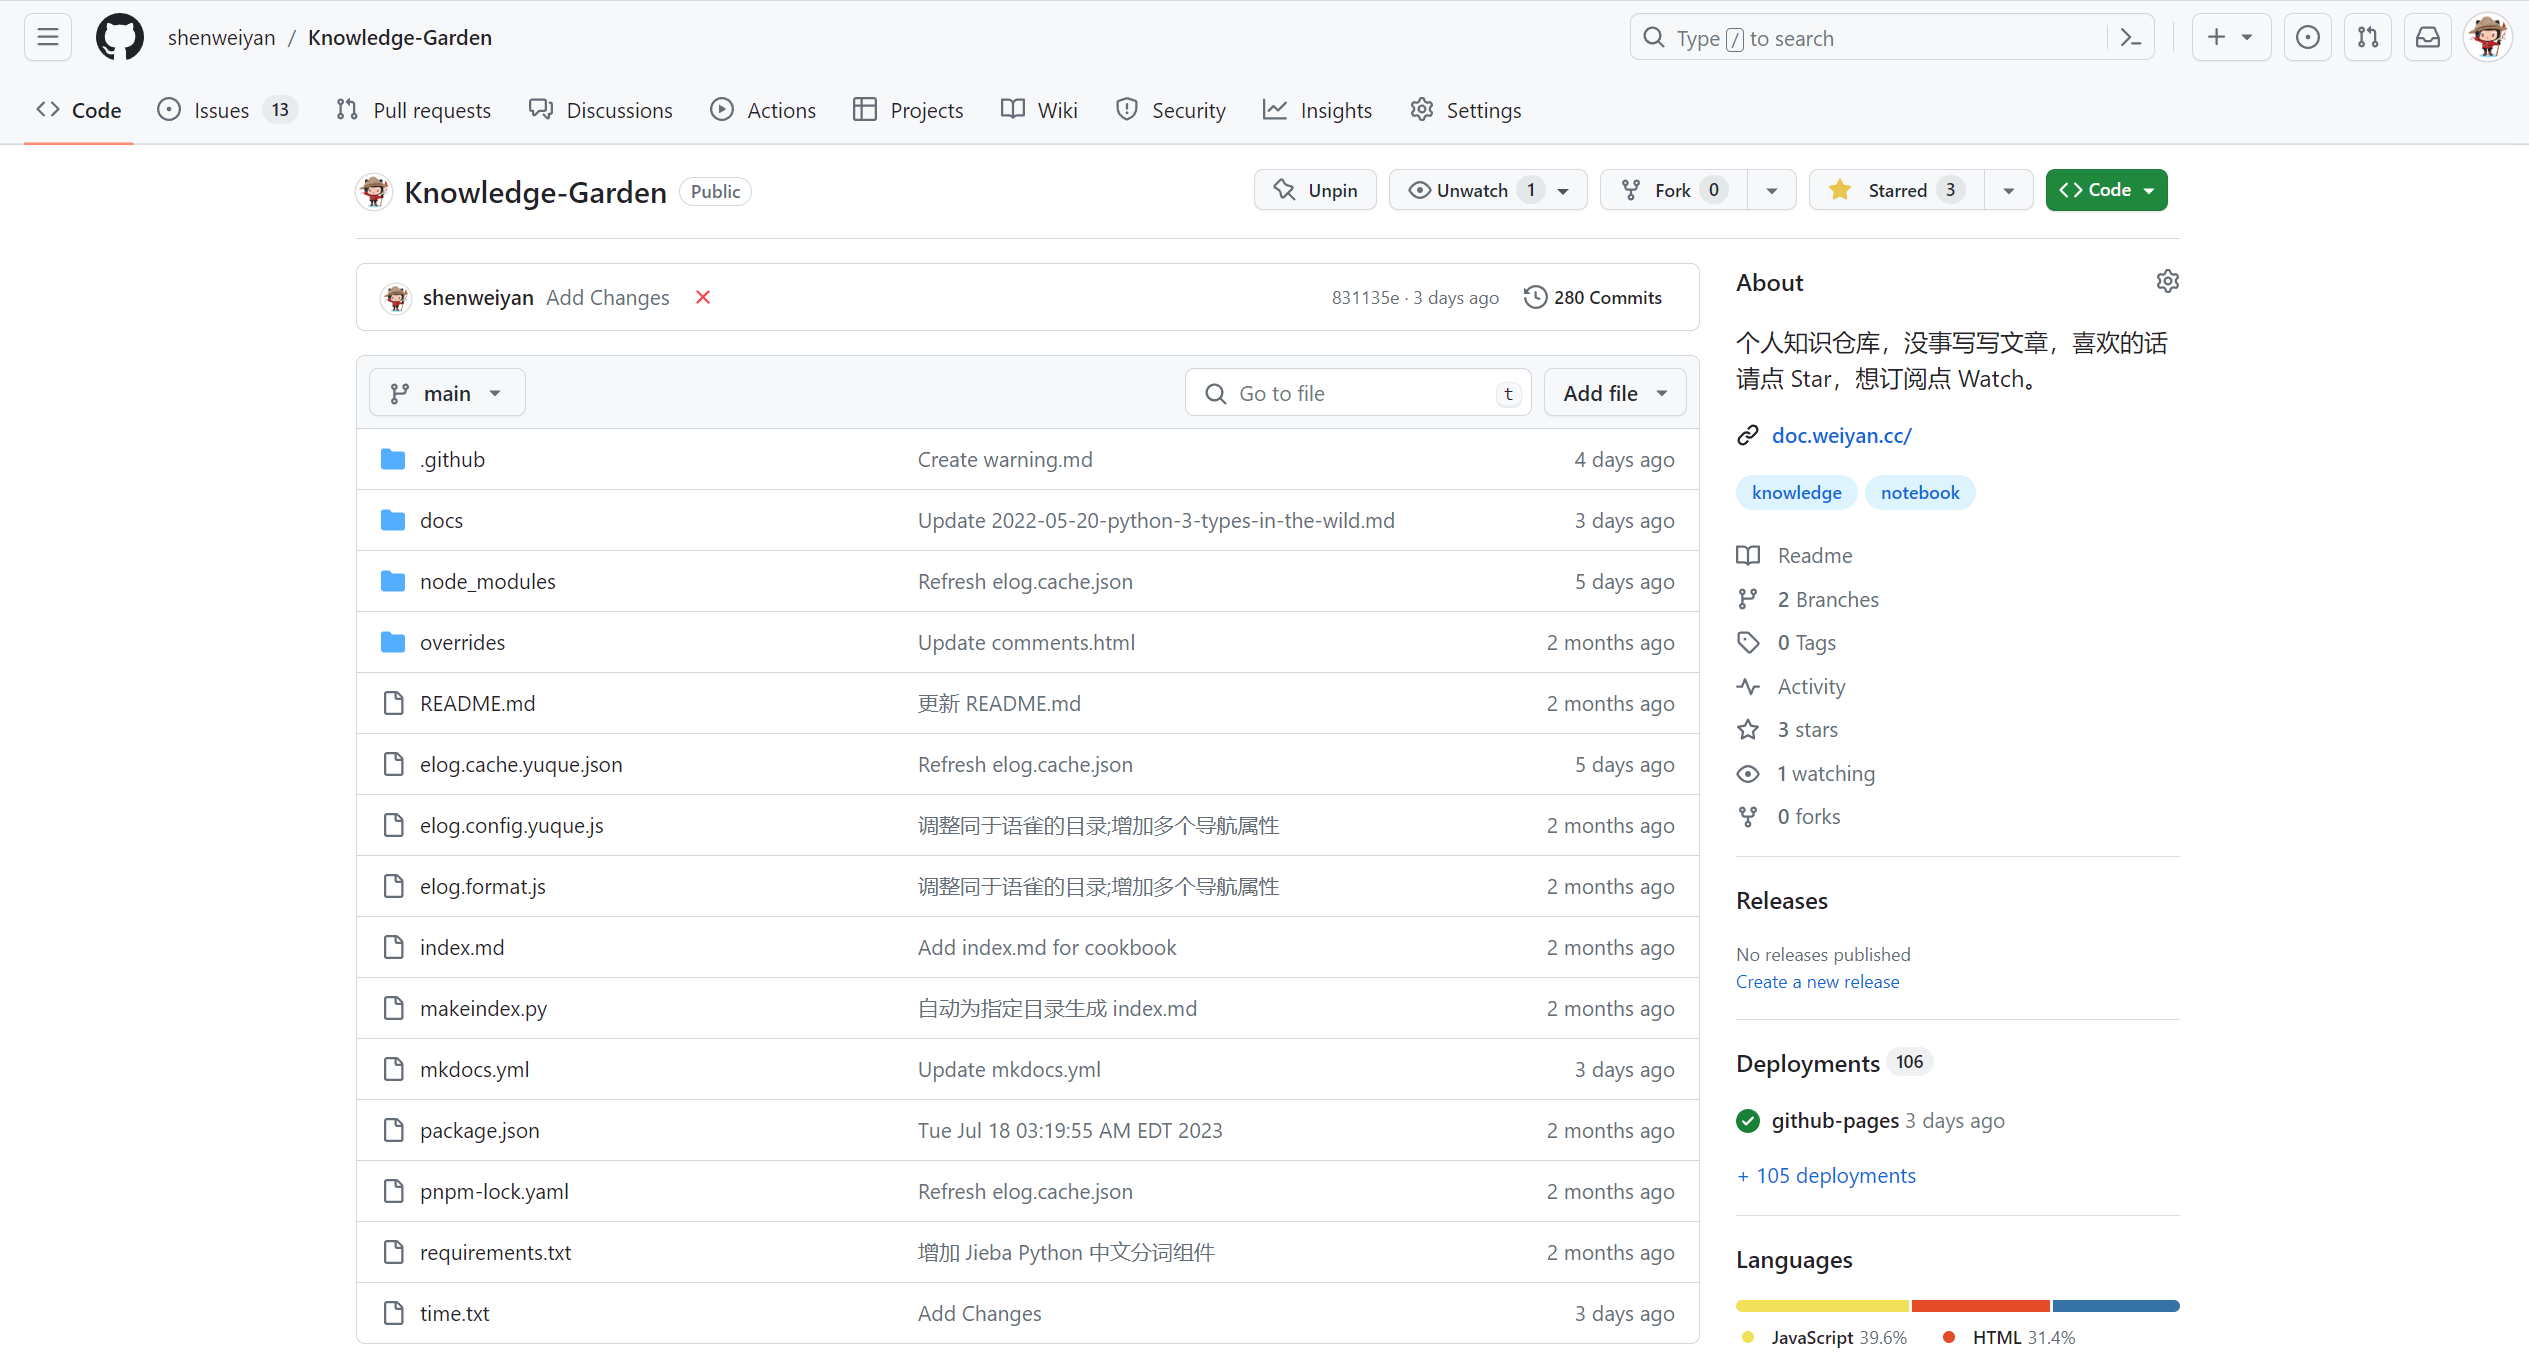 shenweiyan / Knowledge-Garden
Type / to search
Code
Issues 13
Pull requests
Discussions
Actions
Projects
Wiki
Security
Insights
Settings
Knowledge-Garden Public
Unpin
Unwatch 1
Fork 0
Starred 3
Code
shenweiyan Add Changes
831135e · 3 days ago
280 Commits
main
Go to file t
Add file
.github Create warning.md 4 days ago
docs Update 2022-05-20-python-3-types-in-the-wild.md 3 days ago
node_modules Refresh elog.cache.json 5 days ago
overrides Update comments.html 2 months ago
README.md 更新 README.md 2 months ago
elog.cache.yuque.json Refresh elog.cache.json 5 days ago
elog.config.yuque.js 调整同于语雀的目录;增加多个导航属性 2 months ago
elog.format.js 调整同于语雀的目录;增加多个导航属性 2 months ago
index.md Add index.md for cookbook 2 months ago
makeindex.py 自动为指定目录生成 index.md 2 months ago
mkdocs.yml Update mkdocs.yml 3 days ago
package.json Tue Jul 18 03:19:55 AM EDT 2023 2 months ago
pnpm-lock.yaml Refresh elog.cache.json 2 months ago
requirements.txt 增加 Jieba Python 中文分词组件 2 months ago
time.txt Add Changes 3 days ago
About
个人知识仓库，没事写写文章，喜欢的话
请点 Star，想订阅点 Watch。
doc.weiyan.cc/
knowledge notebook
Readme
2 Branches
0 Tags
Activity
3 stars
1 watching
0 forks
Releases
No releases published
Create a new release
Deployments 106
github-pages 3 days ago
+ 105 deployments
Languages
JavaScript 39.6% HTML 31.4%